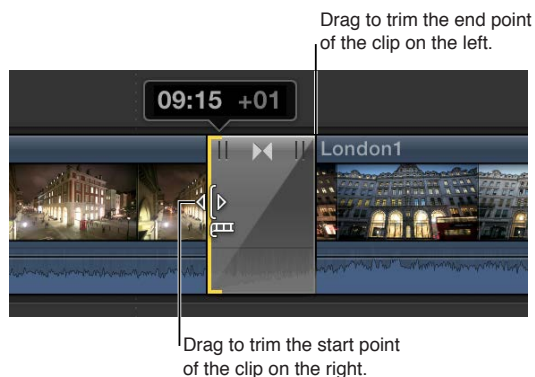 Drag to trim the end point
of the clip on the left.
09:15 +01
London1
Drag to trim the start point
of the clip on the right.